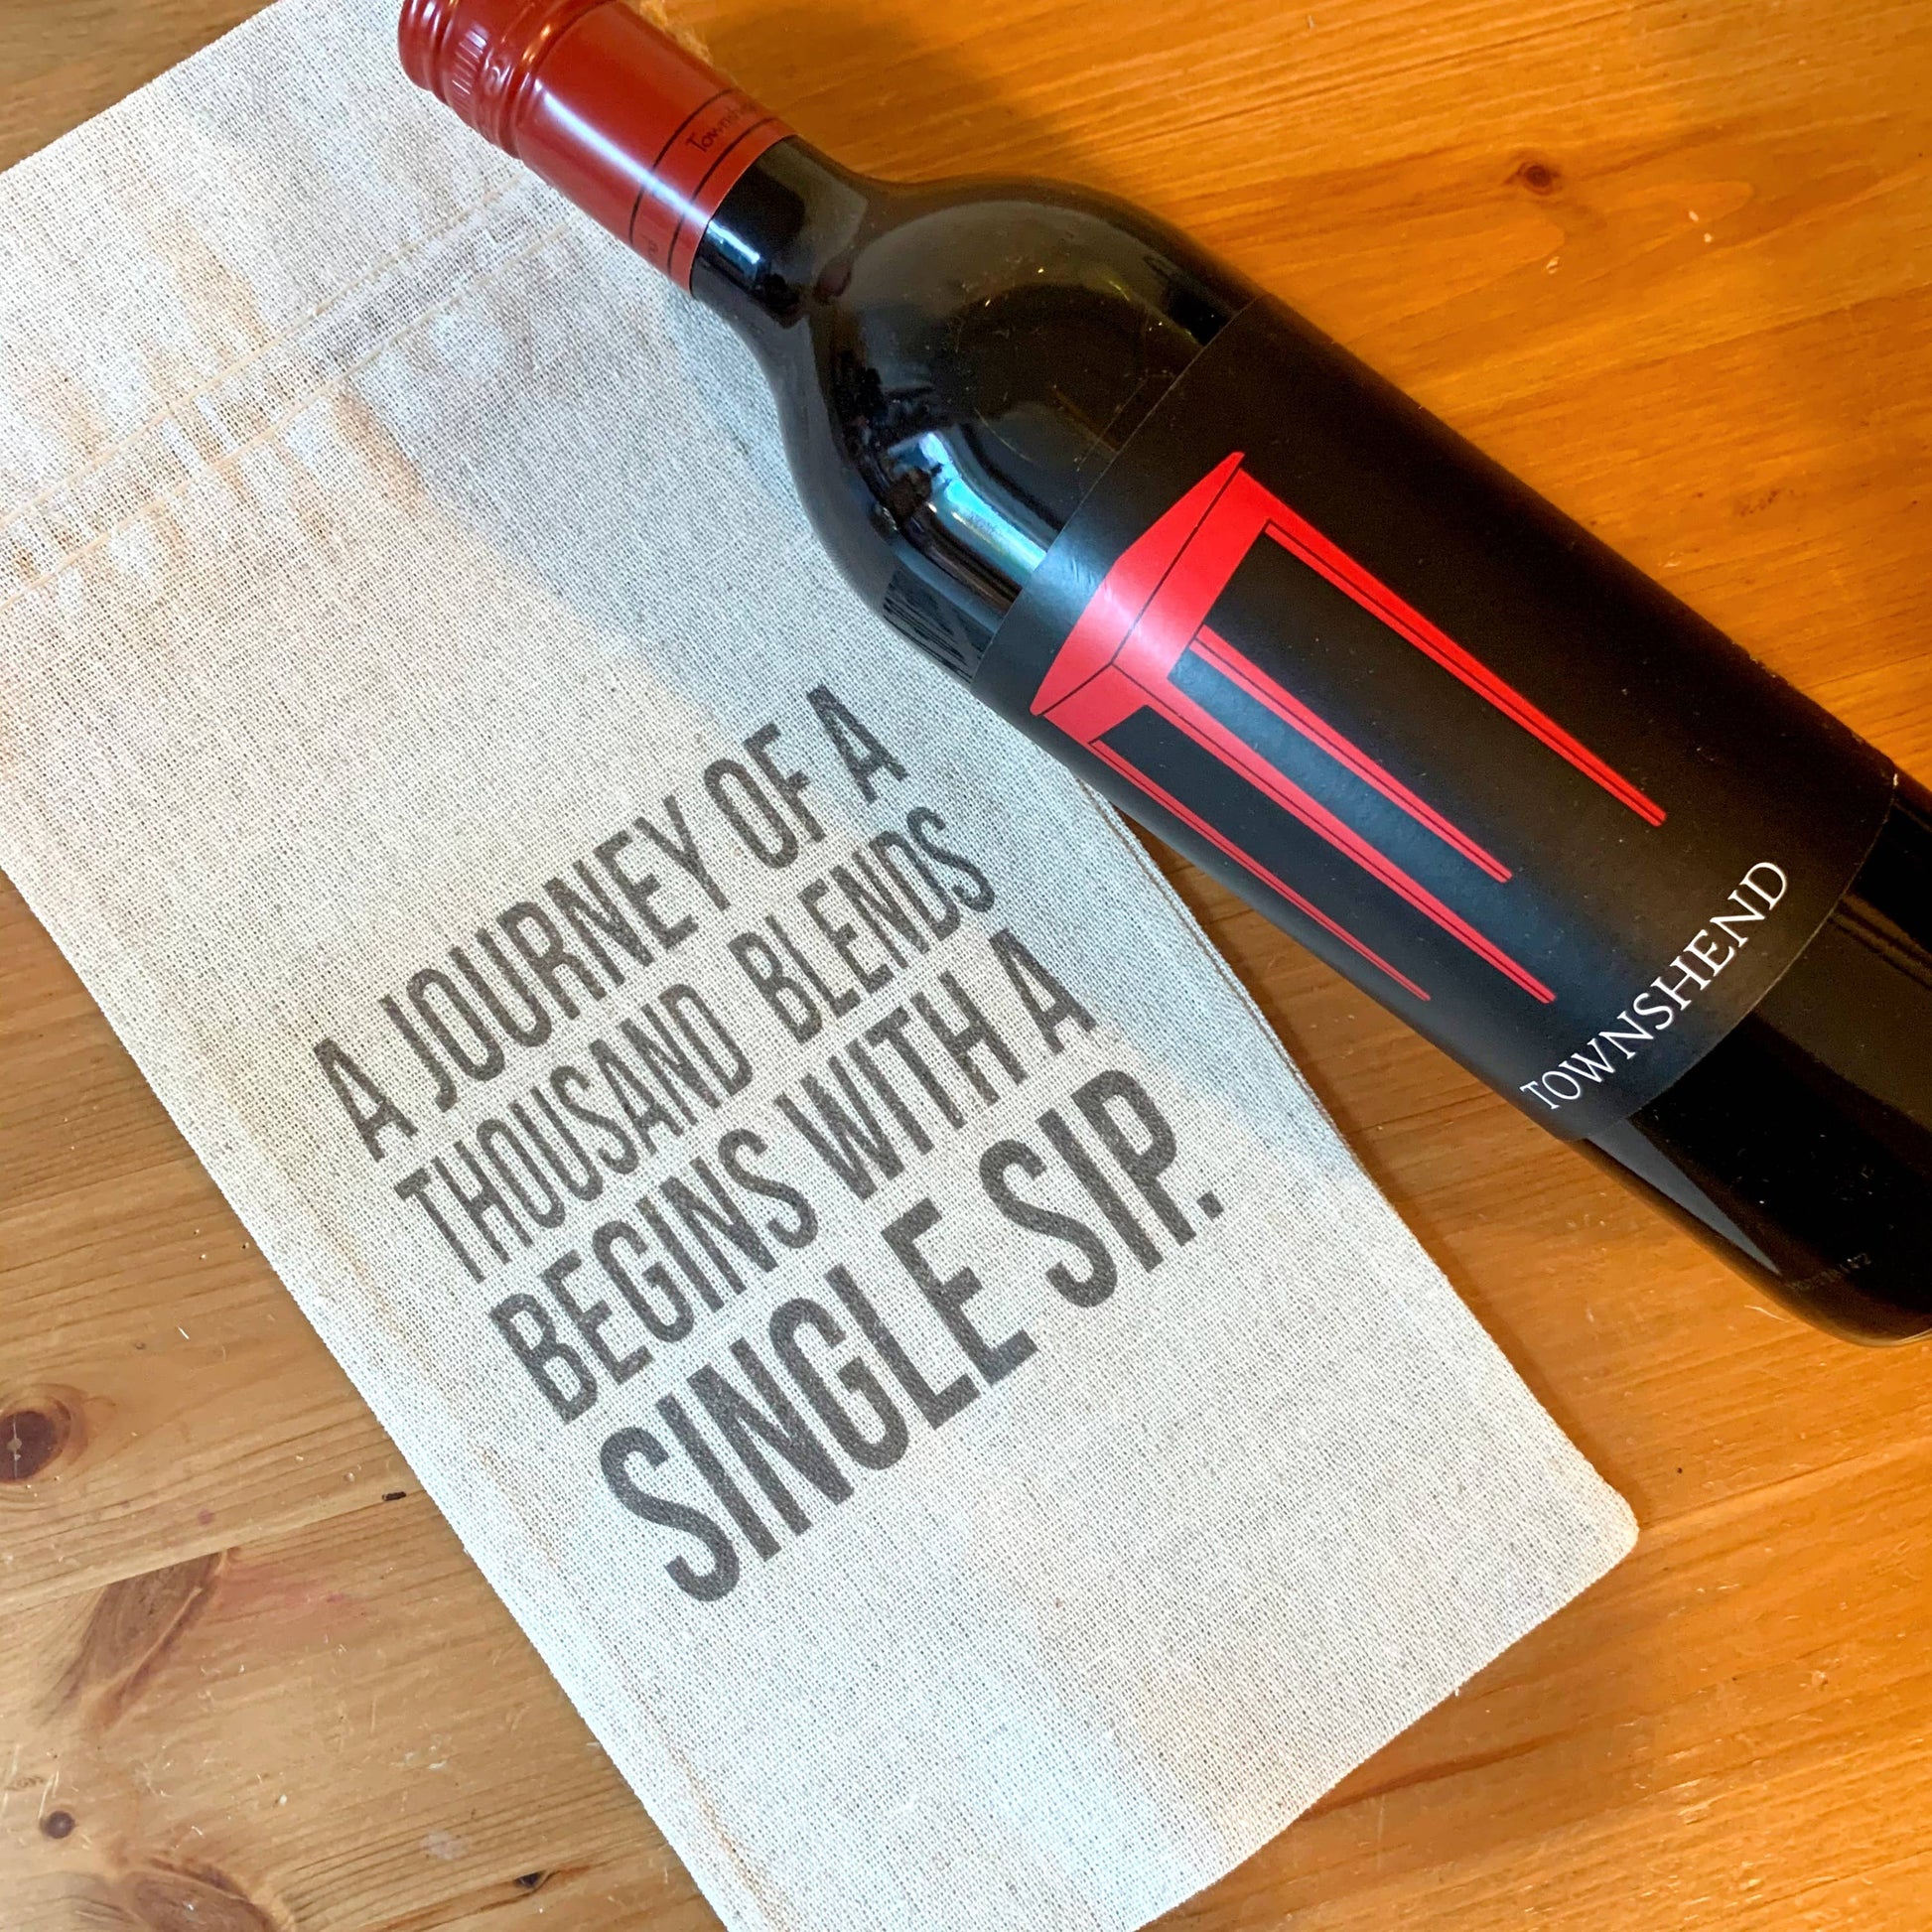 A JOURNEY OF A
THOUSAND BLENDS
BEGINS WITH A
SINGLE SIP.
TOWNSHEND